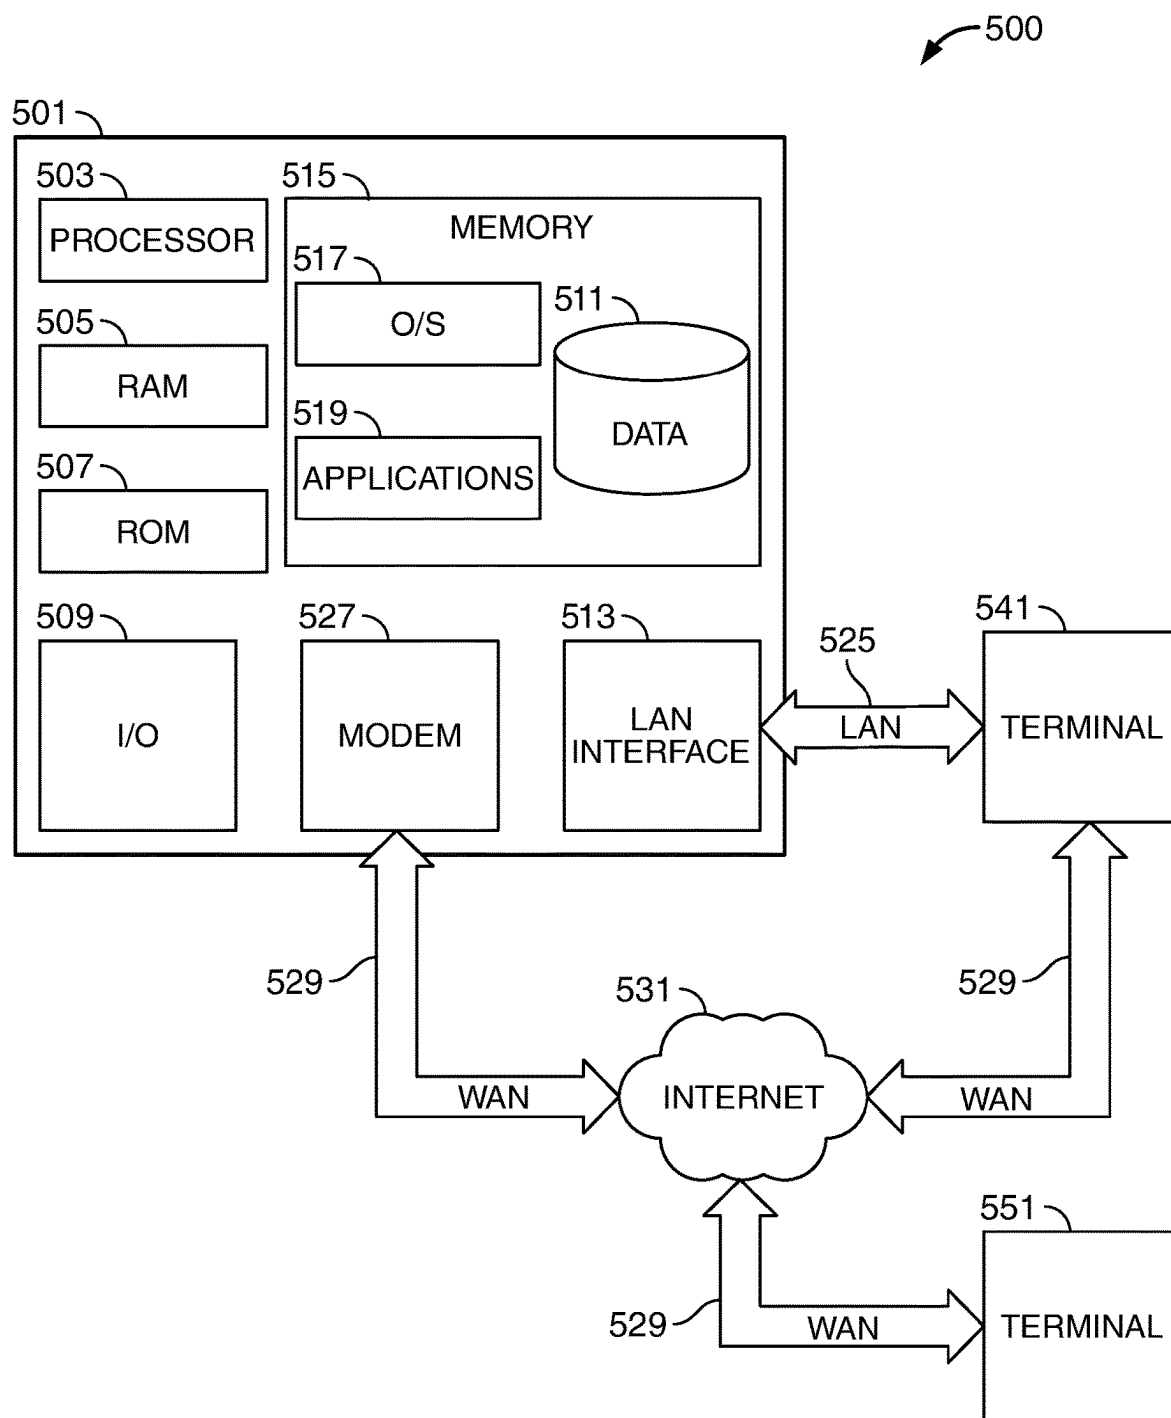 500
501
503
PROCESSOR
515
MEMORY
517
O/S
511
DATA
505
RAM
519
APPLICATIONS
507
ROM
509
I/O
527
MODEM
513
LAN
INTERFACE
525
LAN
541
TERMINAL
529
WAN
531
INTERNET
529
WAN
529
WAN
551
TERMINAL